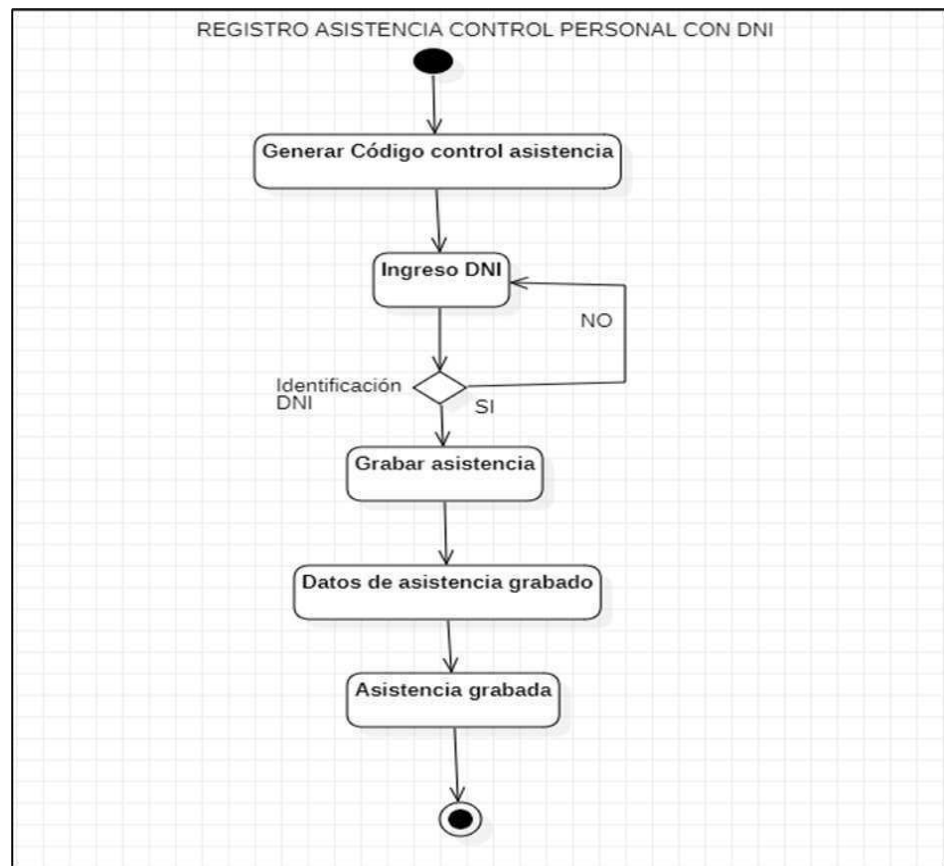 REGISTRO ASISTENCIA CONTROL PERSONAL CON DNI
Generar Código control asistencia
Ingreso DNI
NO
Identificación
DNI
SI
Grabar asistencia
Datos de asistencia grabado
Asistencia grabada